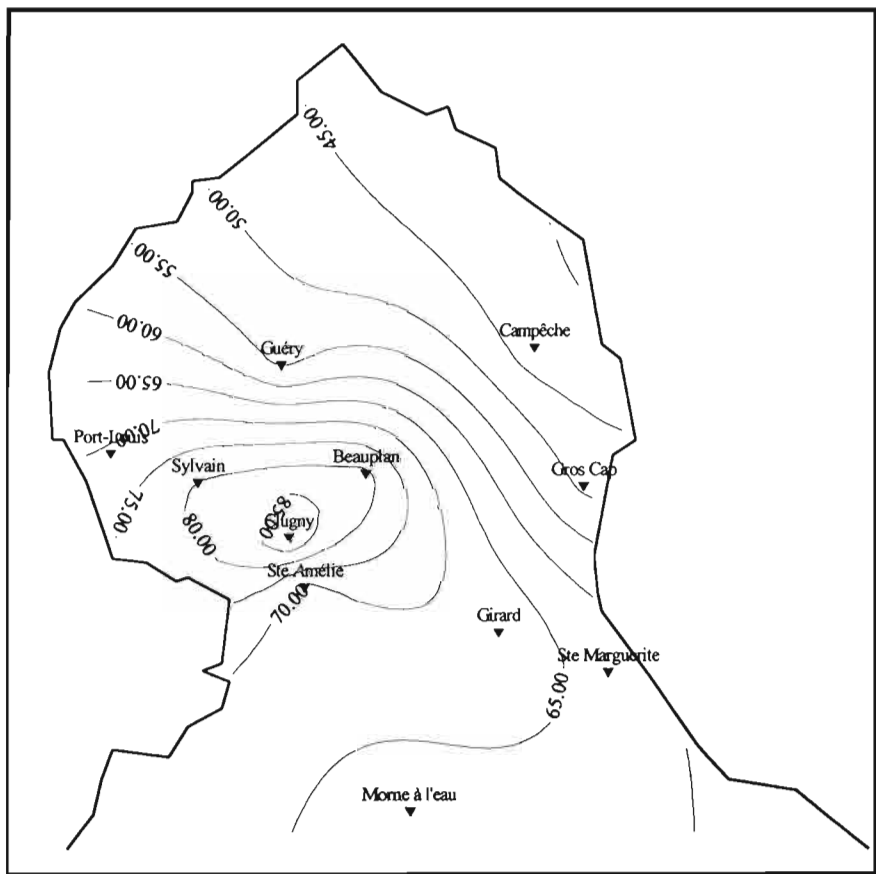 45.00
50.00
55.00
60.00
Campêche
Guéry
65.00
70.00
Port-Louis
Beauplan
Sylvain
Gros Cap
75.00
80.00
85.00
Ste Amélie
70.00
Girard
Ste Marguerite
65.00
Morne à l'eau